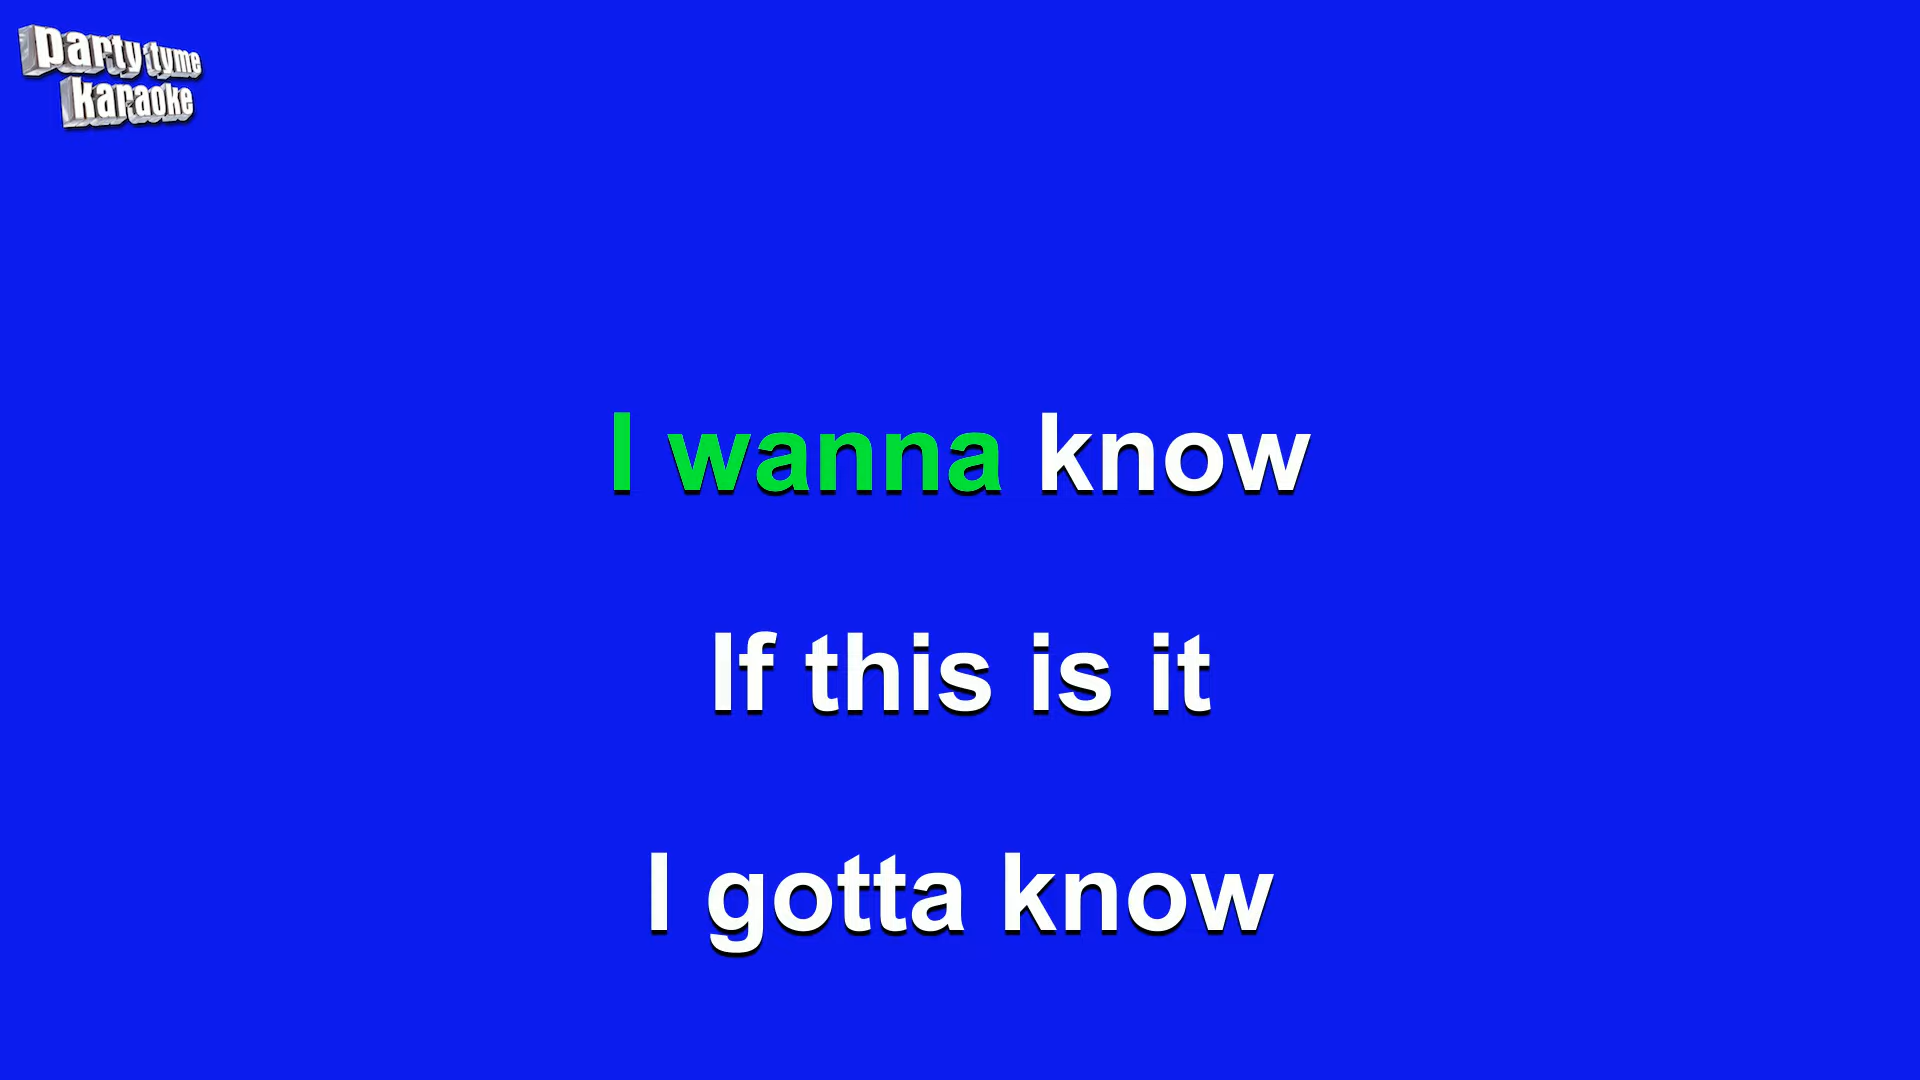 party tyme
karaoke
I wanna know
If this is it
I gotta know